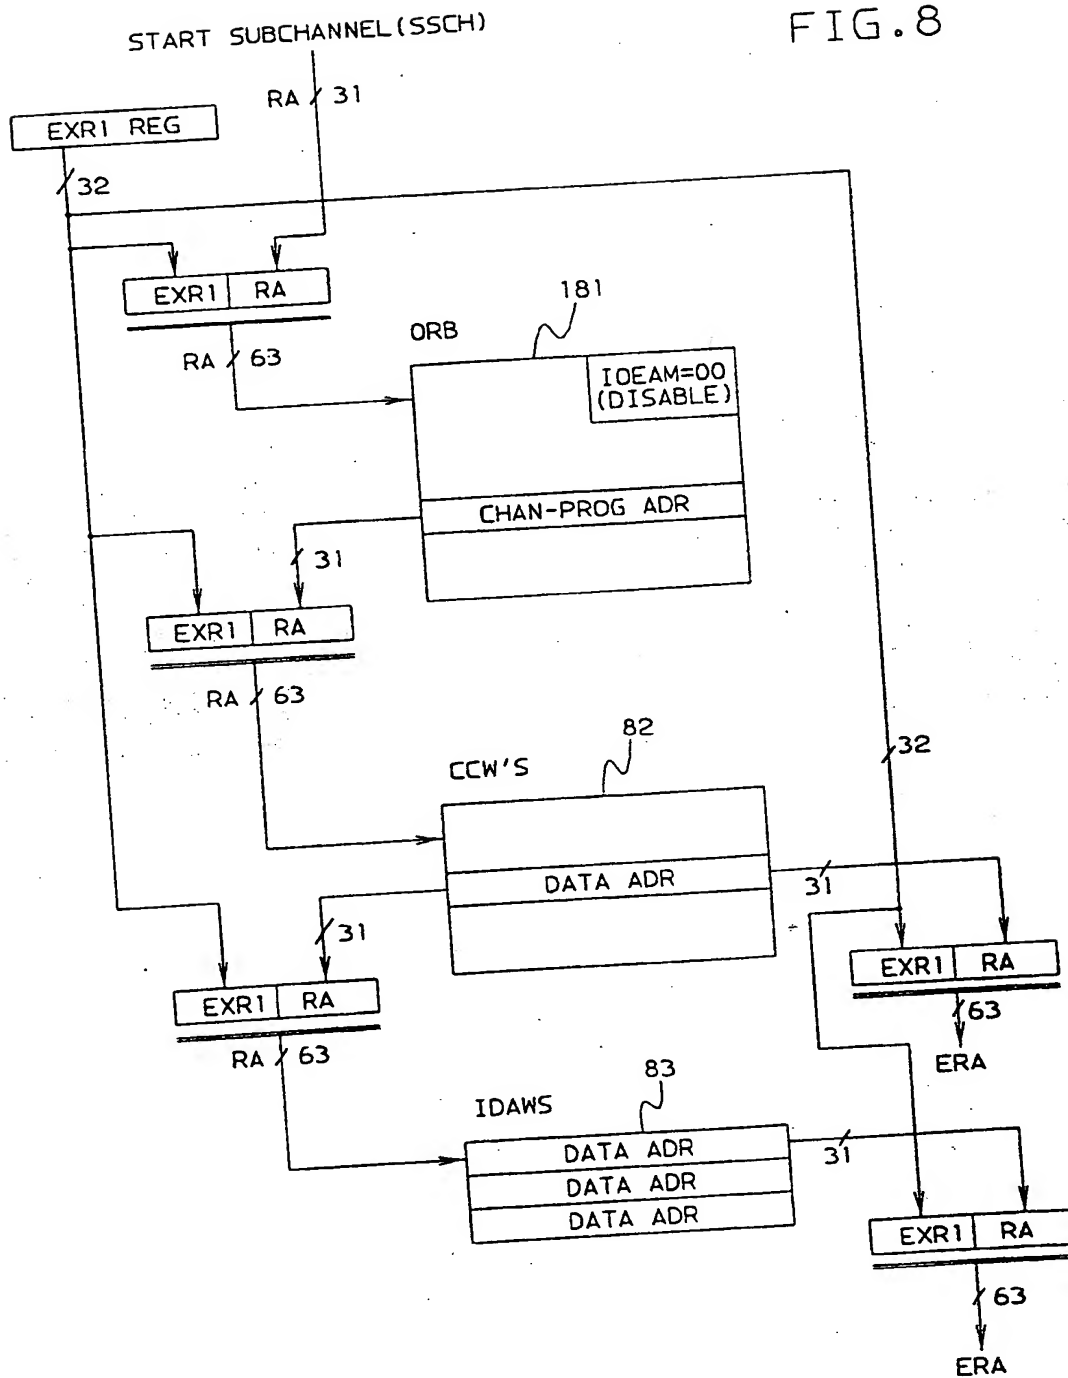 FIG.8
START SUBCHANNEL(SSCH)
RA 31
EXR1 REG
32
EXR1 RA
181
ORB
RA 63
IOEAM=00
(DISABLE)
CHAN-PROG ADR
31
EXR1 RA
RA 63
82
32
CCW'S
DATA ADR
31
31
EXR1 RA
EXR1 RA
63
RA 63
ERA
83
IDAWS
DATA ADR
31
DATA ADR
DATA ADR
EXR1 RA
63
ERA